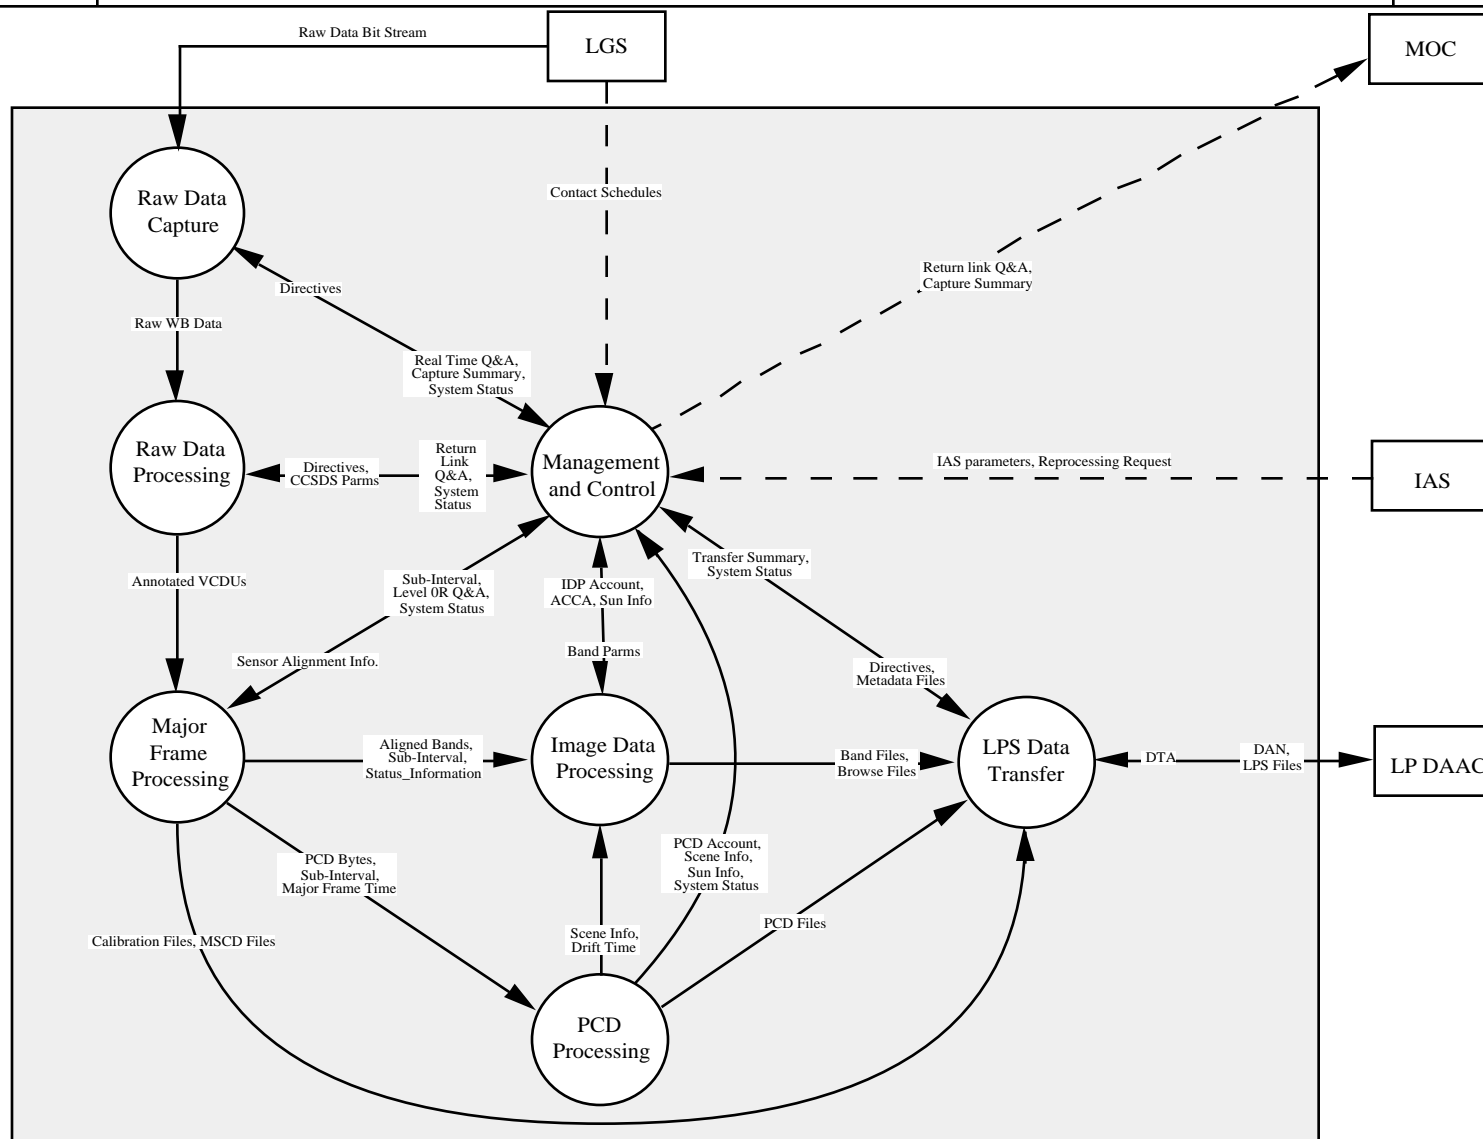 Raw Data Bit Stream
LGS
MOC
Contact Schedules
Raw Data
Capture
Return link Q&A,
Capture Summary
Directives
Raw WB Data
Real Time Q&A,
Capture Summary,
System Status
Raw Data
Processing
Directives,
CCSDS Parms
Return
Link
Q&A,
System
Status
Management
and Control
IAS parameters, Reprocessing Request
IAS
Annotated VCDUs
Sub-Interval,
Level 0R Q&A,
System Status
IDP Account,
ACCA, Sun Info
Transfer Summary,
System Status
Sensor Alignment Info.
Band Parms
Directives,
Metadata Files
Major
Frame
Processing
Aligned Bands,
Sub-Interval,
Status_Information
Image Data
Processing
Band Files,
Browse Files
LPS Data
Transfer
DTA
DAN,
LPS Files
LP DAAC
PCD Bytes,
Sub-Interval,
Major Frame Time
PCD Account,
Scene Info,
Sun Info,
System Status
Calibration Files, MSCD Files
Scene Info,
Drift Time
PCD Files
PCD
Processing